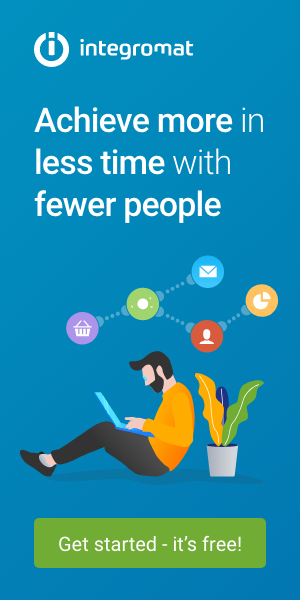 integromat
Achieve more in
less time with
fewer people
Get started - it's free!